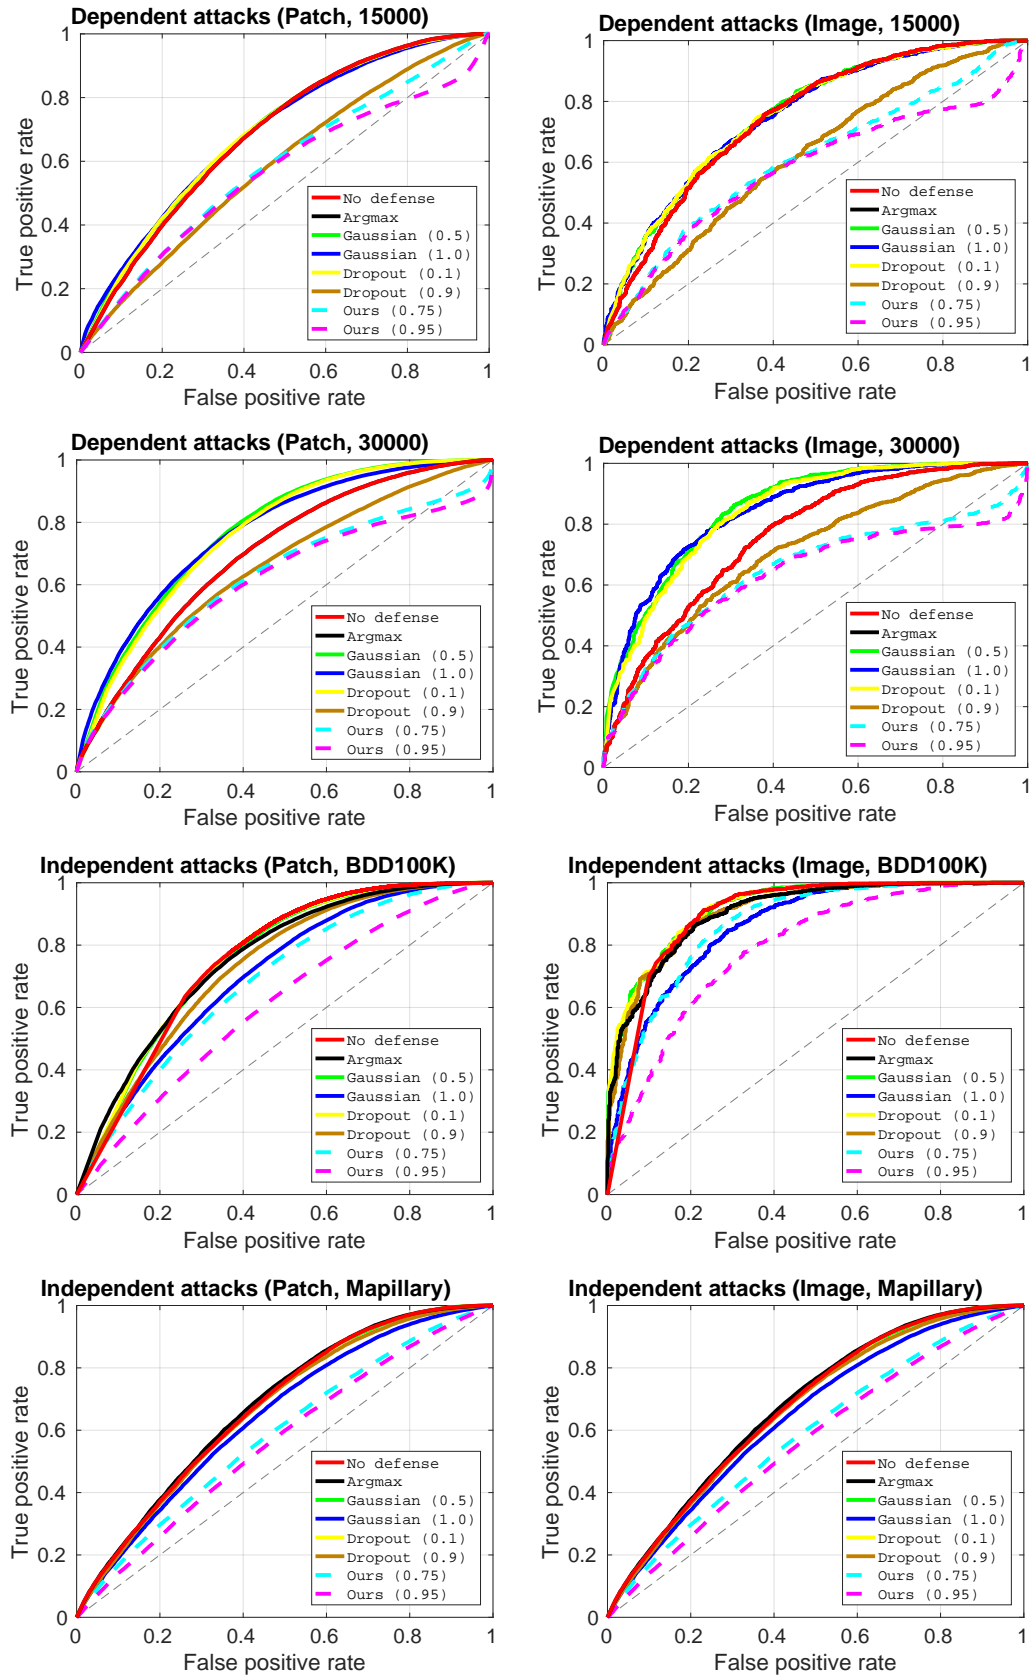 Dependent attacks (Patch, 15000)
True positive rate
1
0.8
0.6
0.4
0.2
0
0
0.2
0.4
0.6
0.8
1
False positive rate
No defense
Argmax
Gaussian (0.5)
Gaussian (1.0)
Dropout (0.1)
Dropout (0.9)
Ours (0.75)
Ours (0.95)
Dependent attacks (Image, 15000)
True positive rate
1
0.8
0.6
0.4
0.2
0
0
0.2
0.4
0.6
0.8
1
False positive rate
No defense
Argmax
Gaussian (0.5)
Gaussian (1.0)
Dropout (0.1)
Dropout (0.9)
Ours (0.75)
Ours (0.95)
Dependent attacks (Patch, 30000)
True positive rate
1
0.8
0.6
0.4
0.2
0
0
0.2
0.4
0.6
0.8
1
False positive rate
No defense
Argmax
Gaussian (0.5)
Gaussian (1.0)
Dropout (0.1)
Dropout (0.9)
Ours (0.75)
Ours (0.95)
Dependent attacks (Image, 30000)
True positive rate
1
0.8
0.6
0.4
0.2
0
0
0.2
0.4
0.6
0.8
1
False positive rate
No defense
Argmax
Gaussian (0.5)
Gaussian (1.0)
Dropout (0.1)
Dropout (0.9)
Ours (0.75)
Ours (0.95)
Independent attacks (Patch, BDD100K)
True positive rate
1
0.8
0.6
0.4
0.2
0
0
0.2
0.4
0.6
0.8
1
False positive rate
No defense
Argmax
Gaussian (0.5)
Gaussian (1.0)
Dropout (0.1)
Dropout (0.9)
Ours (0.75)
Ours (0.95)
Independent attacks (Image, BDD100K)
True positive rate
1
0.8
0.6
0.4
0.2
0
0
0.2
0.4
0.6
0.8
1
False positive rate
No defense
Argmax
Gaussian (0.5)
Gaussian (1.0)
Dropout (0.1)
Dropout (0.9)
Ours (0.75)
Ours (0.95)
Independent attacks (Patch, Mapillary)
True positive rate
1
0.8
0.6
0.4
0.2
0
0
0.2
0.4
0.6
0.8
1
False positive rate
No defense
Argmax
Gaussian (0.5)
Gaussian (1.0)
Dropout (0.1)
Dropout (0.9)
Ours (0.75)
Ours (0.95)
Independent attacks (Image, Mapillary)
True positive rate
1
0.8
0.6
0.4
0.2
0
0
0.2
0.4
0.6
0.8
1
False positive rate
No defense
Argmax
Gaussian (0.5)
Gaussian (1.0)
Dropout (0.1)
Dropout (0.9)
Ours (0.75)
Ours (0.95)